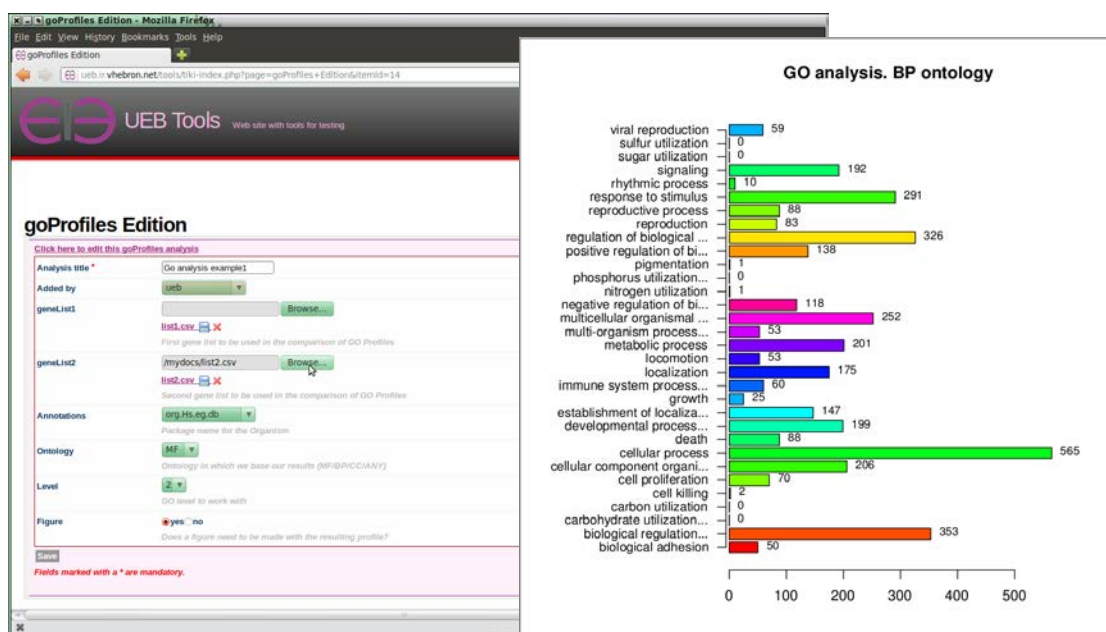 goProfiles Edition - Mozilla Firefox
File Edit View History Bookmarks Tools Help
goProfiles Edition
ueb.ir.vhebron.net/tools/tiki-index.php?page=goProfiles+Edition&itemId=14
UEB Tools Web site with tools for testing
goProfiles Edition
Click here to edit this goProfiles analysis
Analysis title * Go analysis example1
Added by ueb
geneList1 Browse...
list1.csv
First gene list to be used in the comparison of GO Profiles
geneList2 /mydocs/list2.csv Browse...
list2.csv
Second gene list to be used in the comparison of GO Profiles
Annotations org.Hs.eg.db
Package name for the Organism
Ontology MF
Ontology in which we base our results (MF/BP/CC/ANY)
Level 2
GO level to work with
Figure yes no
Does a figure need to be made with the resulting profile?
Save
Fields marked with a * are mandatory.
GO analysis. BP ontology
viral reproduction 59
sulfur utilization 0
sugar utilization 0
signaling 192
rhythmic process 10
response to stimulus 291
reproductive process 88
reproduction 83
regulation of biological ... 326
positive regulation of bi... 138
pigmentation 1
phosphorus utilization... 0
nitrogen utilization 1
negative regulation of bi... 118
multicellular organismal ... 252
multi-organism process... 53
metabolic process 201
locomotion 53
localization 175
immune system process... 60
growth 25
establishment of localiza... 147
developmental process... 199
death 88
cellular process 565
cellular component organi... 206
cell proliferation 70
cell killing 2
carbon utilization 0
carbohydrate utilization... 0
biological regulation... 353
biological adhesion 50
0 100 200 300 400 500